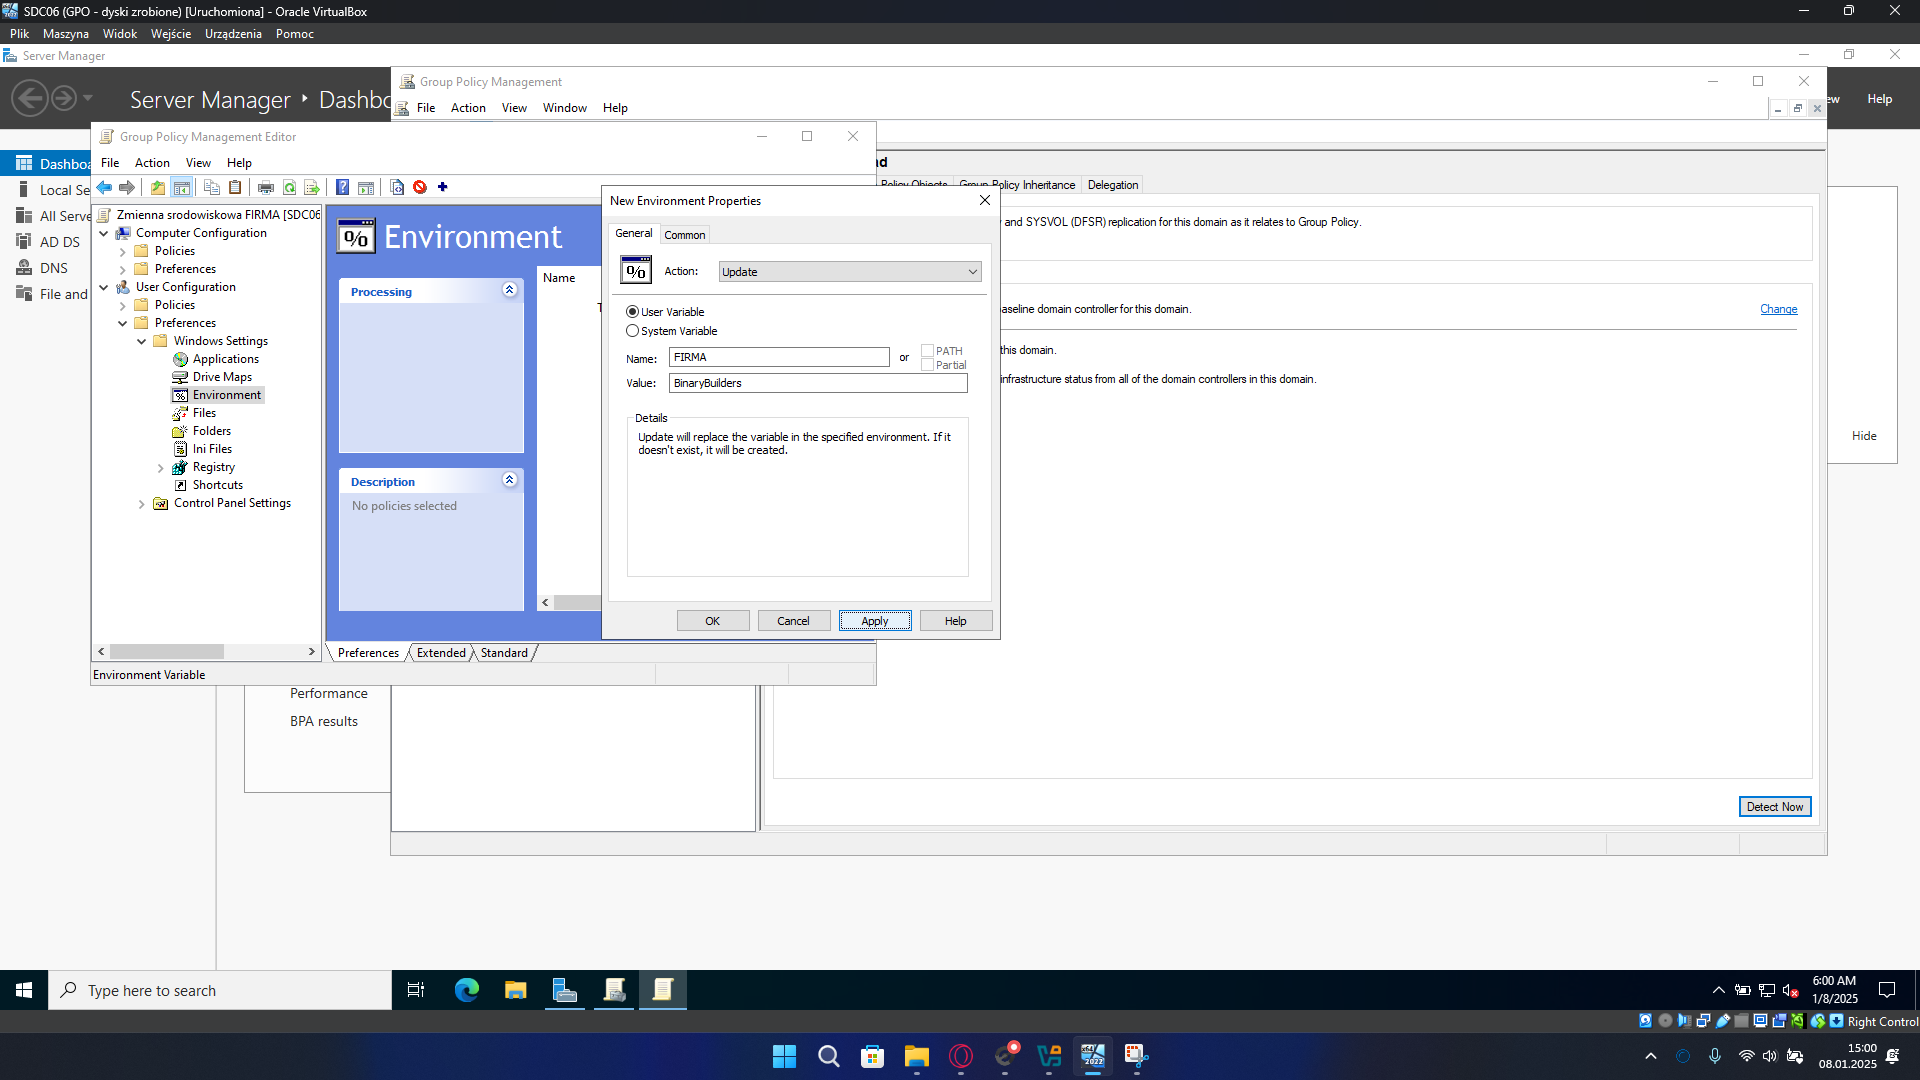 SDC06 (GPO - dyski zrobione) [Uruchomiona] - Oracle VirtualBox
Plik Maszyna Widok Wejście Urządzenia Pomoc
Server Manager
Server Manager Dashbo
Help
Dashboa
Local Se
All Serve
AD DS
DNS
File and
Performance
BPA results
Hide
Group Policy Management
File Action View Window Help
Policy Objects Group Policy Inheritance Delegation
and SYSVOL (DFSR) replication for this domain as it relates to Group Policy.
aseline domain controller for this domain.
Change
this domain.
infrastructure status from all of the domain controllers in this domain.
Detect Now
Group Policy Management Editor
File Action View Help
Zmienna srodowiskowa FIRMA [SDC06
Computer Configuration
Policies
Preferences
User Configuration
Policies
Preferences
Windows Settings
Applications
Drive Maps
Environment
Files
Folders
Ini Files
Registry
Shortcuts
Control Panel Settings
Environment
Processing
Description
No policies selected
Name
Preferences Extended Standard
Environment Variable
New Environment Properties
General Common
Action: Update
User Variable
System Variable
Name: FIRMA or PATH
Partial
Value: BinaryBuilders
Details
Update will replace the variable in the specified environment. If it
doesn't exist, it will be created.
OK Cancel Apply Help
Type here to search
6:00 AM
1/8/2025
Right Control
15:00
08.01.2025